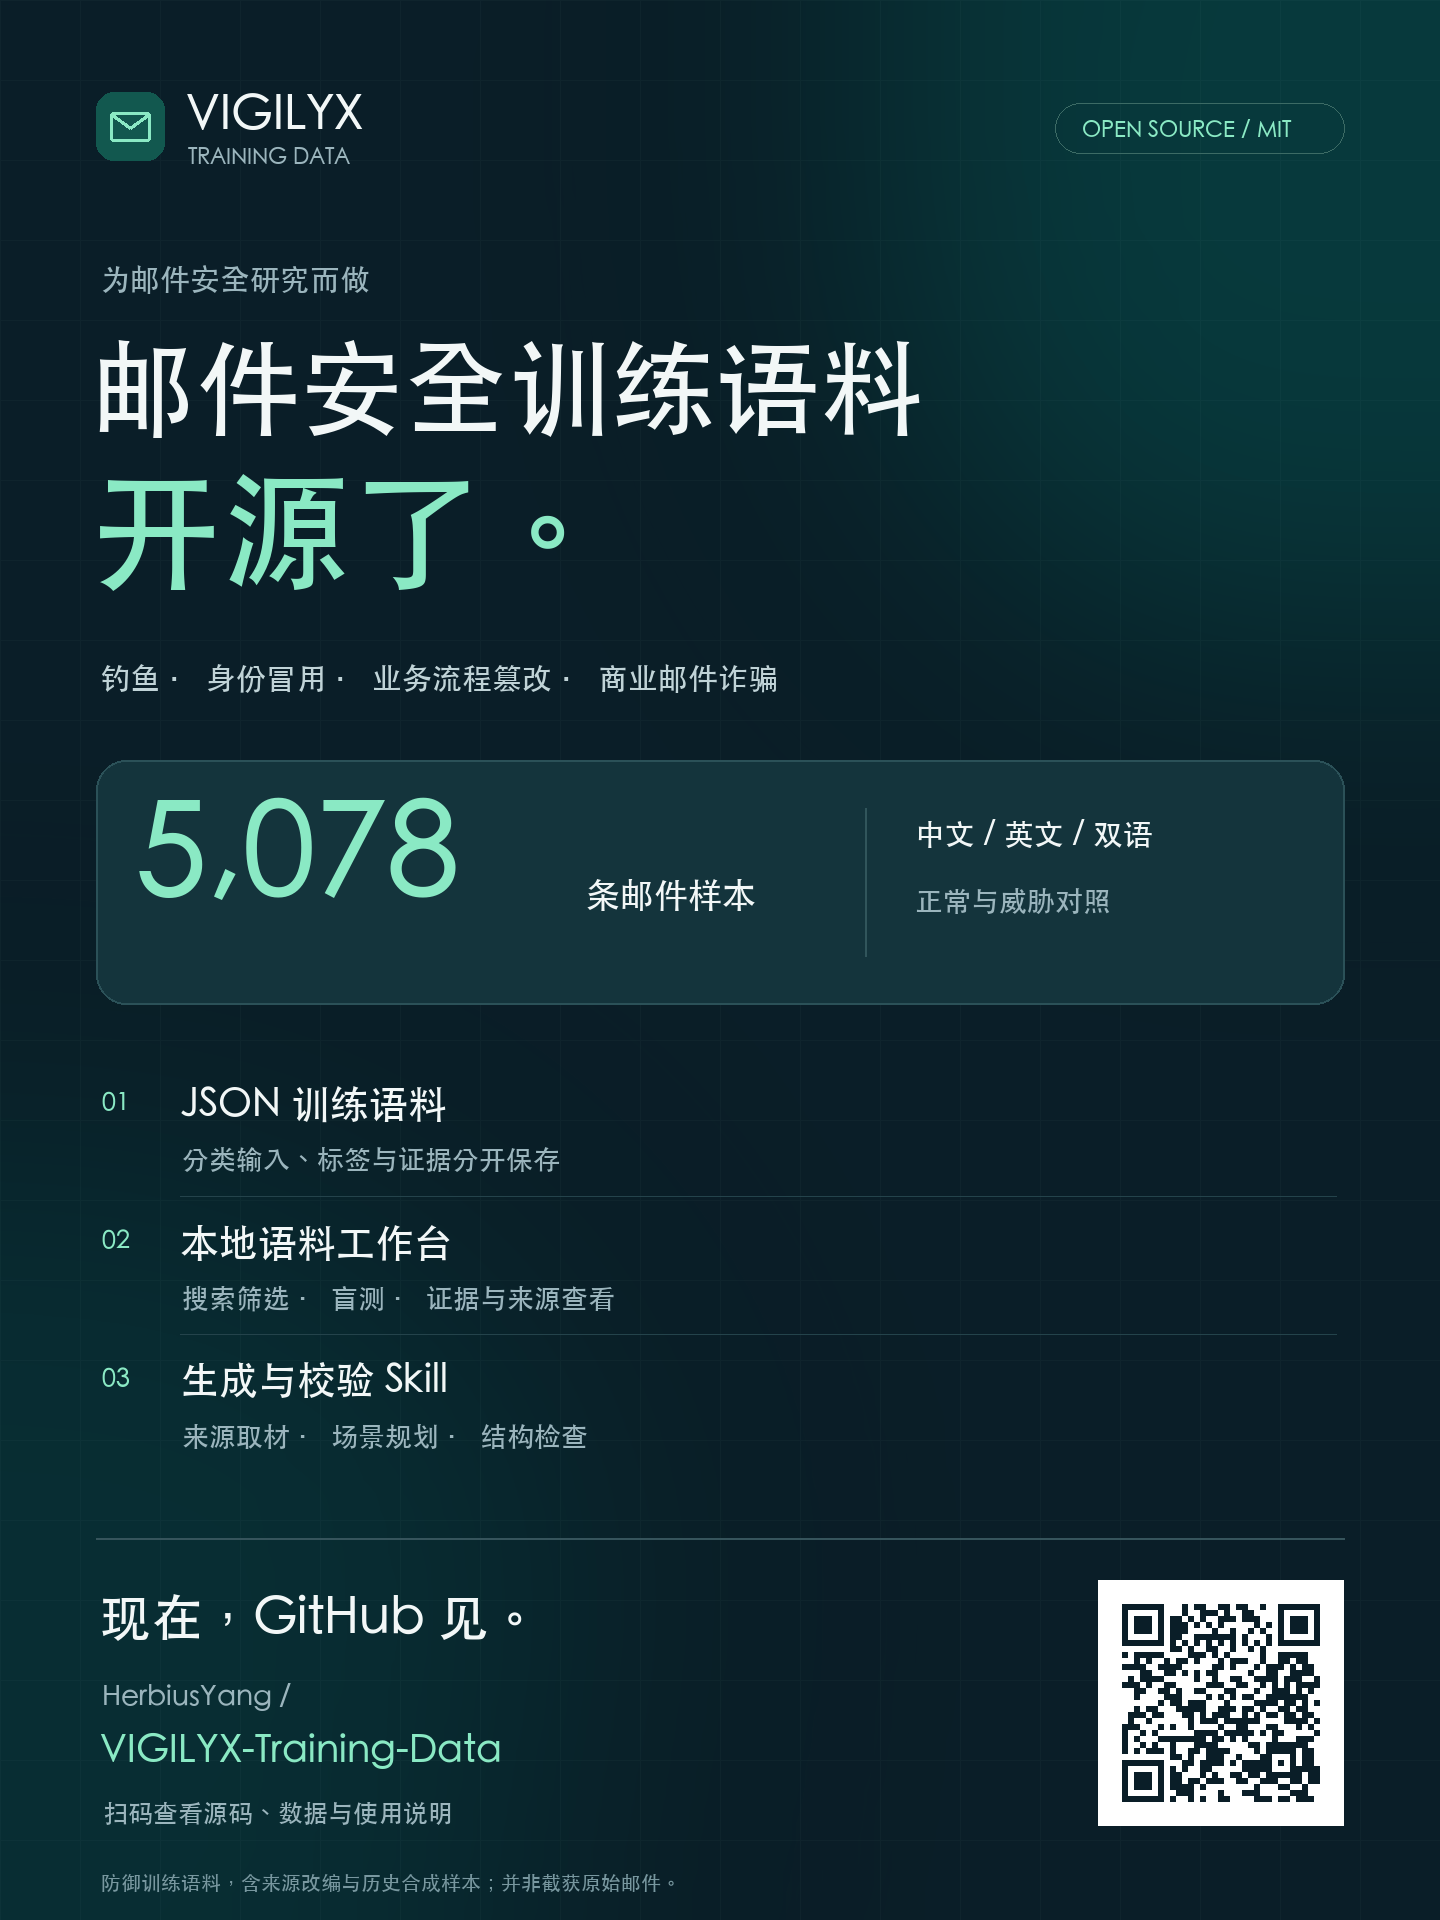 VIGILYX
TRAINING DATA
OPEN SOURCE / MIT
为邮件安全研究而做
邮件安全训练语料
开源了。
钓鱼 · 身份冒用 · 业务流程篡改 · 商业邮件诈骗
5,078 条邮件样本
中文 / 英文 / 双语
正常与威胁对照
01 JSON 训练语料
分类输入、标签与证据分开保存
02 本地语料工作台
搜索筛选 · 盲测 · 证据与来源查看
03 生成与校验 Skill
来源取材 · 场景规划 · 结构检查
现在，GitHub 见。
HerbiusYang /
VIGILYX-Training-Data
扫码查看源码、数据与使用说明
防御训练语料，含来源改编与历史合成样本；并非截获原始邮件。